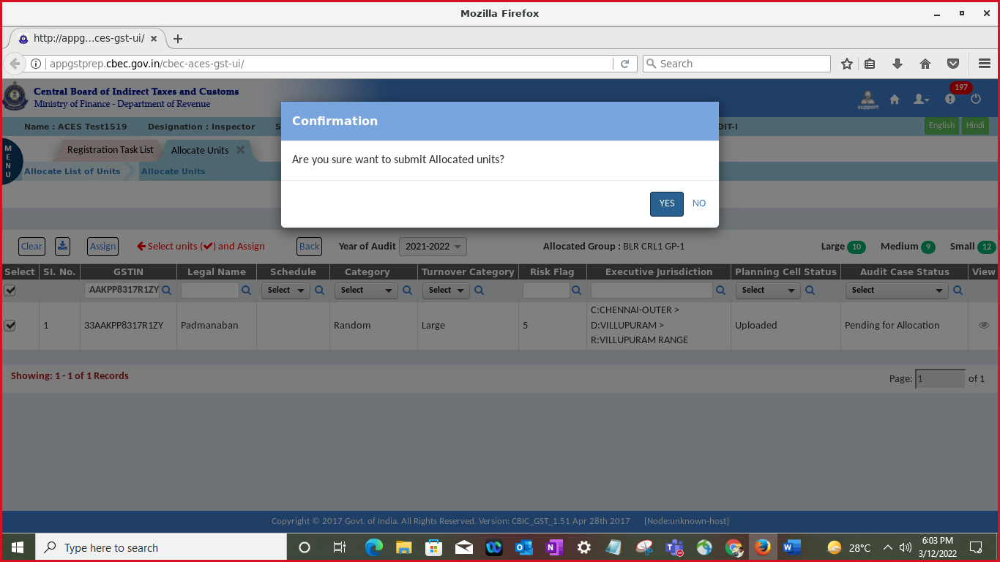 Mozilla Firefox
http://appg...ces-gst-ui/
appgstprep.cbec.gov.in/cbec-aces-gst-ui/
Search
Central Board of Indirect Taxes and Customs
Ministry of Finance - Department of Revenue
support
197
Name : ACES Test1519 Designation : Inspector
English Hindi
MENU
Registration Task List Allocate Units
Allocate List of Units Allocate Units
Confirmation
Are you sure want to submit Allocated units?
YES NO
Clear Assign Select units (✔) and Assign Back Year of Audit 2021-2022 Allocated Group : BLR CRL1 GP-1 Large 10 Medium 9 Small 12
Select SI. No. GSTIN Legal Name Schedule Category Turnover Category Risk Flag Executive Jurisdiction Planning Cell Status Audit Case Status View
AAKPP8317R1ZY Select Select Select Select Select
1 33AAKPP8317R1ZY Padmanaban Random Large 5 C:CHENNAI-OUTER > D:VILLUPURAM > R:VILLUPURAM RANGE Uploaded Pending for Allocation
Showing: 1 - 1 of 1 Records
Page: 1 of 1
Copyright © 2017 Govt. of India. All Rights Reserved. Version: CBIC_GST_1.51 Apr 28th 2017 [Node:unknown-host]
Type here to search
28°C
6:03 PM
3/12/2022